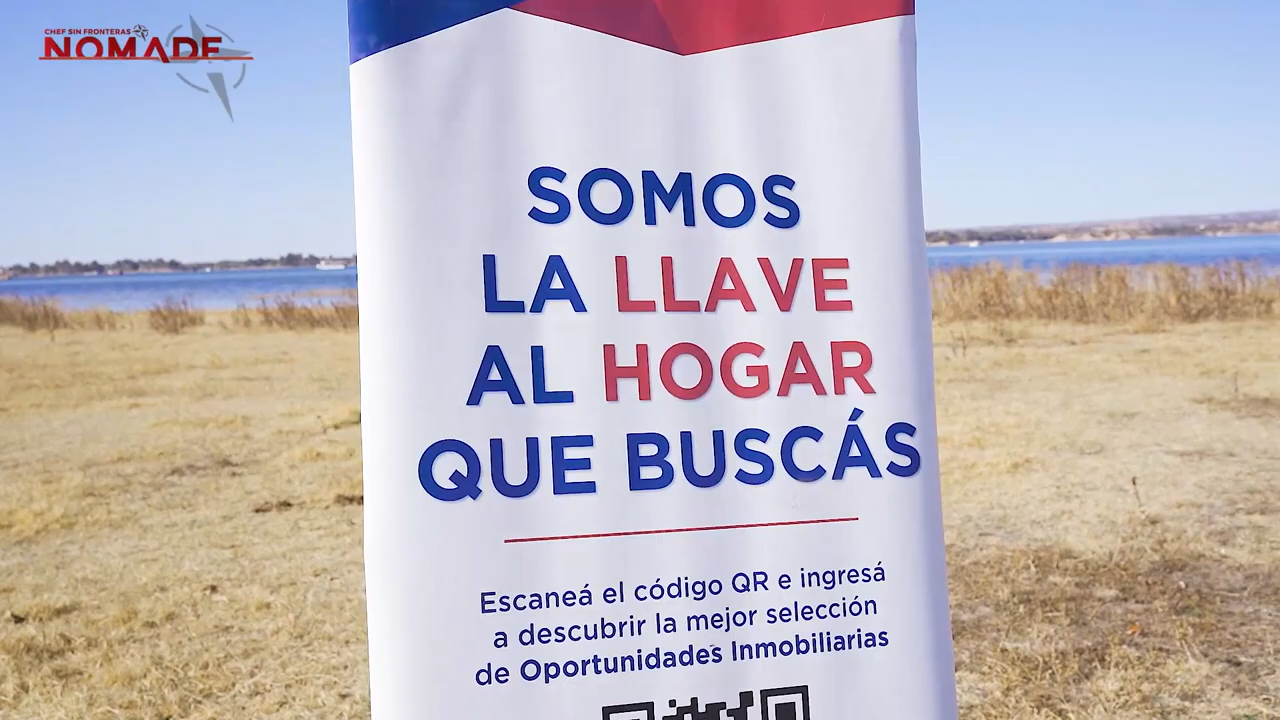 CHEF SIN FRONTERAS
NOMADE
SOMOS
LA LLAVE
AL HOGAR
QUE BUSCÁS
Escaneá el código QR e ingresá
a descubrir la mejor selección
de Oportunidades Inmobiliarias